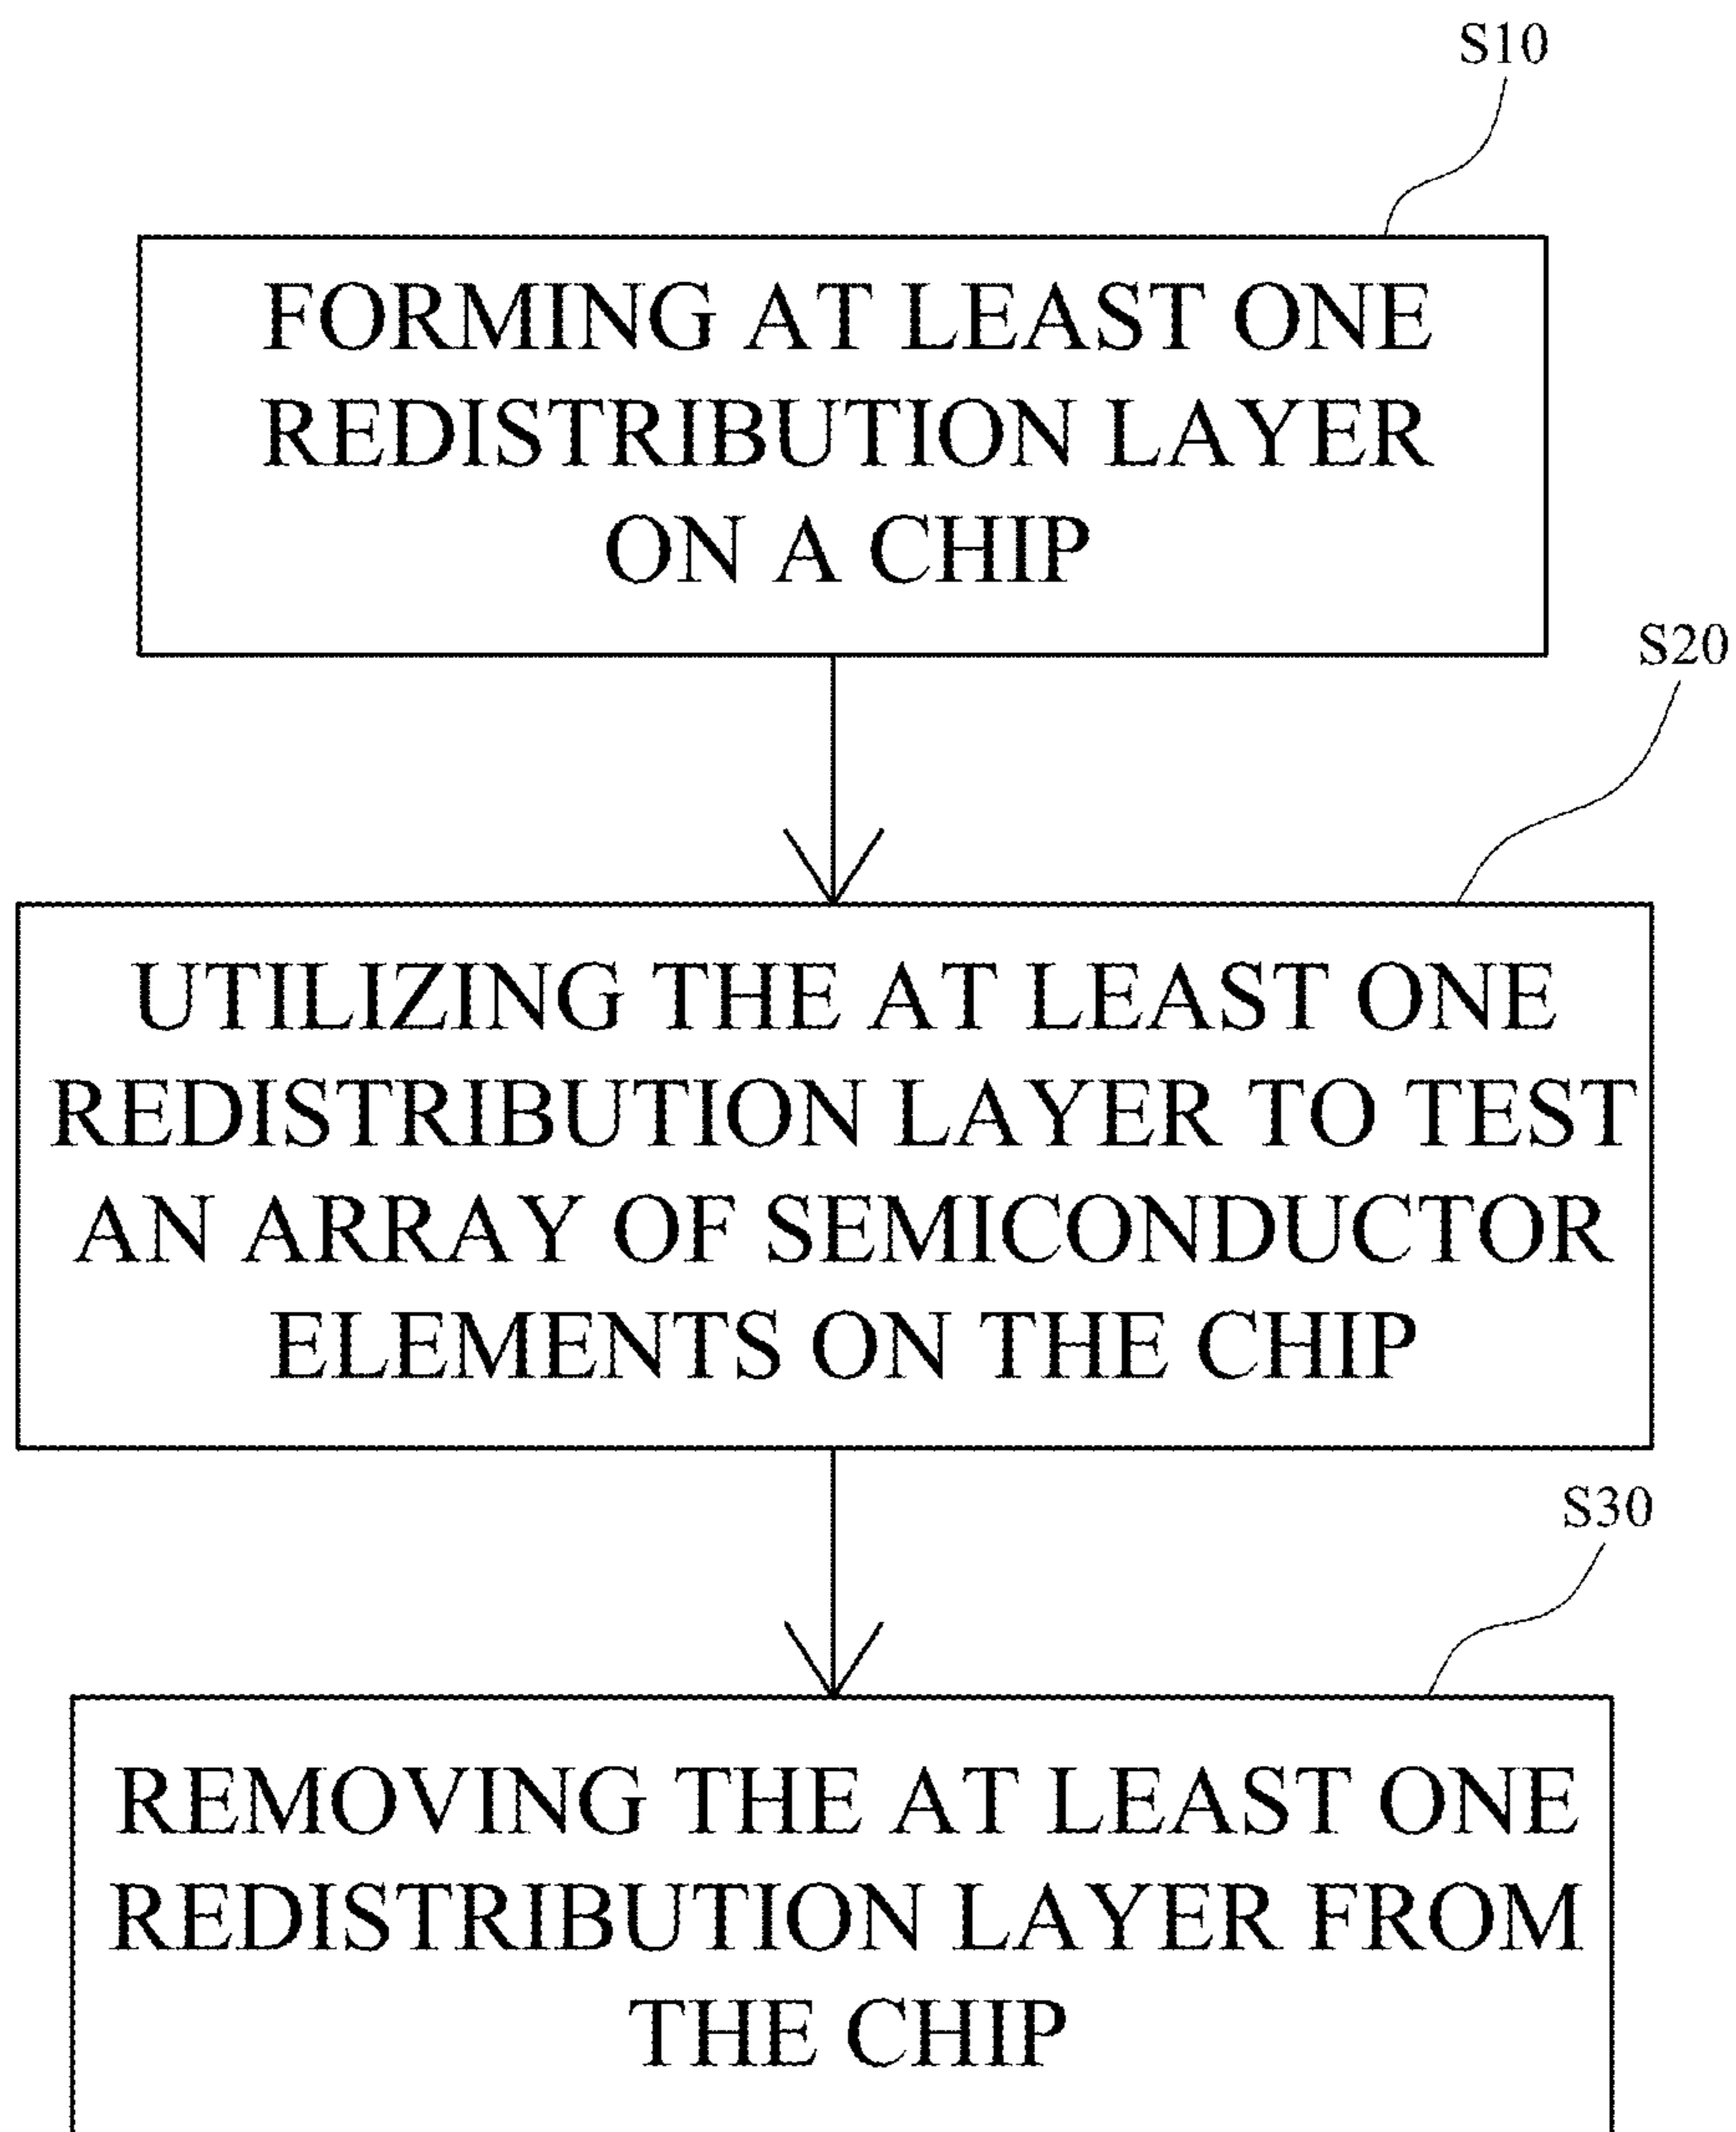 S10
FORMING AT LEAST ONE
REDISTRIBUTION LAYER
ON A CHIP
S20
UTILIZING THE AT LEAST ONE
REDISTRIBUTION LAYER TO TEST
AN ARRAY OF SEMICONDUCTOR
ELEMENTS ON THE CHIP
S30
REMOVING THE AT LEAST ONE
REDISTRIBUTION LAYER FROM
THE CHIP